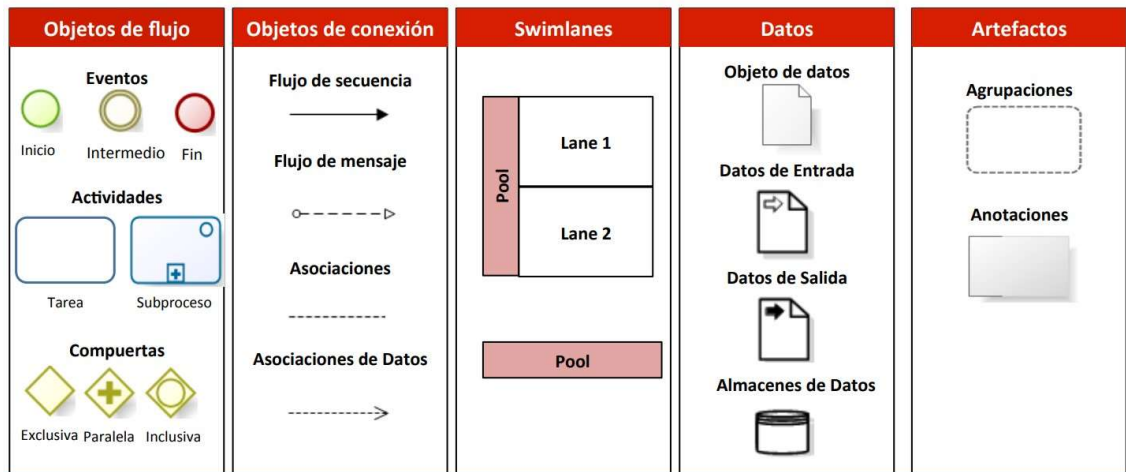 Objetos de flujo
Eventos
Inicio
Intermedio
Fin
Actividades
Tarea
Subproceso
Compuertas
Exclusiva
Paralela
Inclusiva
Objetos de conexión
Flujo de secuencia
Flujo de mensaje
Asociaciones
Asociaciones de Datos
Swimlanes
Pool
Lane 1
Lane 2
Pool
Datos
Objeto de datos
Datos de Entrada
Datos de Salida
Almacenes de Datos
Artefactos
Agrupaciones
Anotaciones